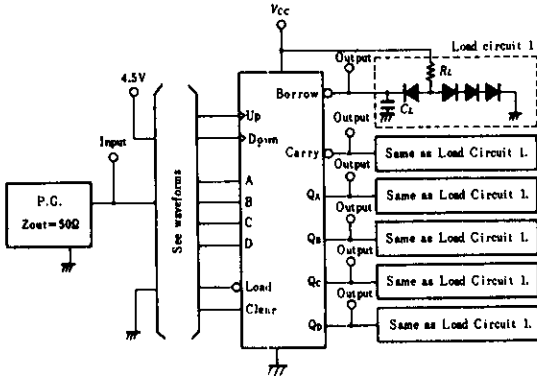 Vcc
Output
Load circuit 1
4.5V
RL
Borrow
CL
Input
Up
Down
Output
Carry
Same as Load Circuit 1.
See waveforms
Output
P.G.
Zout=50Ω
A
QA
Same as Load Circuit 1.
B
Output
C
QB
Same as Load Circuit 1.
D
Output
QC
Same as Load Circuit 1.
Load
Output
Clear
QD
Same as Load Circuit 1.